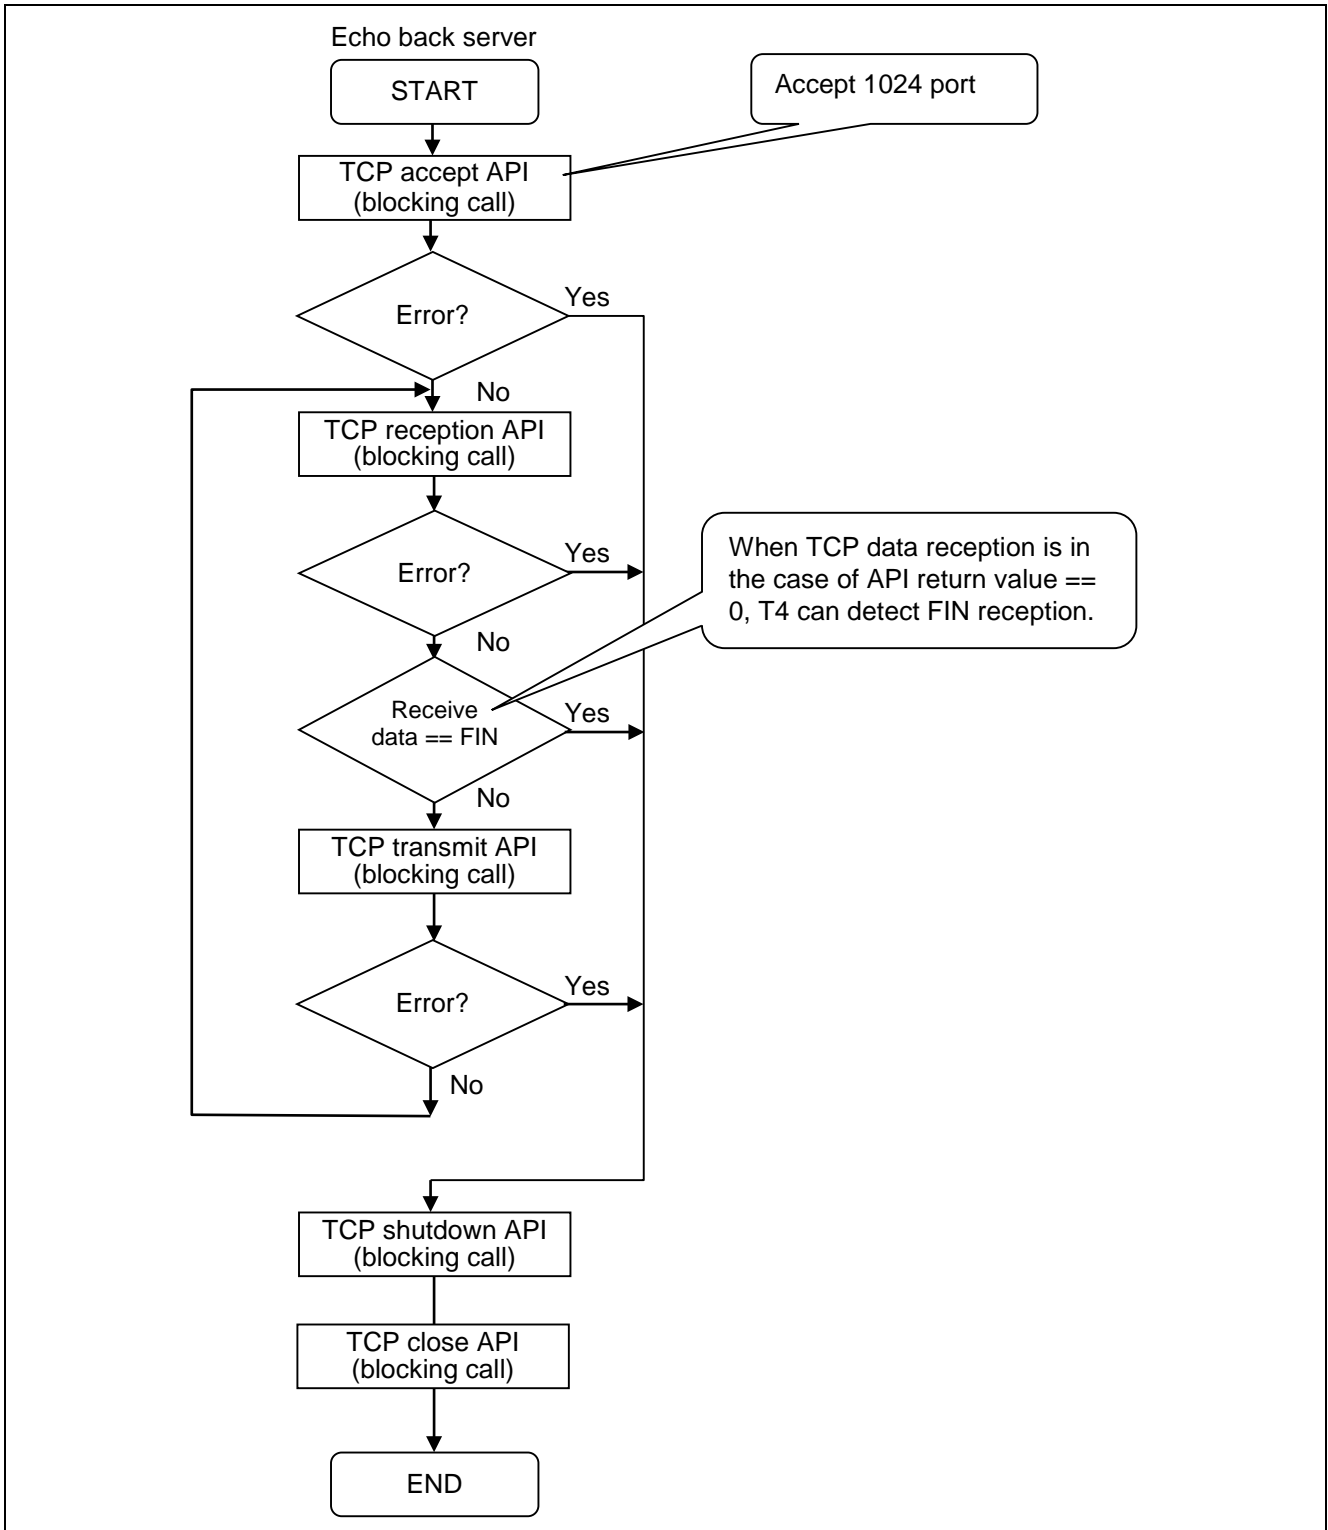 Echo back server
START
Accept 1024 port
TCP accept API
(blocking call)
Error?
Yes
No
TCP reception API
(blocking call)
Error?
Yes
When TCP data reception is in
the case of API return value ==
0, T4 can detect FIN reception.
No
Receive
data == FIN
Yes
No
TCP transmit API
(blocking call)
Error?
Yes
No
TCP shutdown API
(blocking call)
TCP close API
(blocking call)
END